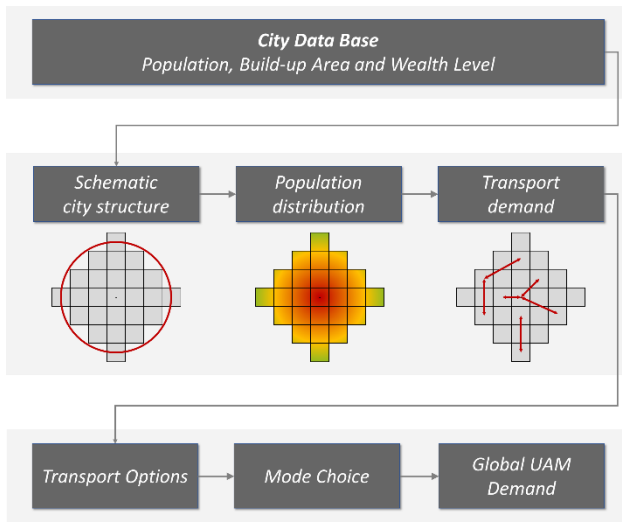 City Data Base
Population, Build-up Area and Wealth Level
Schematic
city structure
Population
distribution
Transport
demand
Transport Options
Mode Choice
Global UAM
Demand